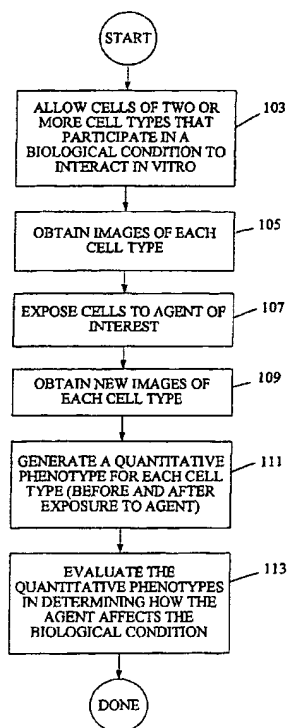 START
ALLOW CELLS OF TWO OR
MORE CELL TYPES THAT
PARTICIPATE IN A
BIOLOGICAL CONDITION TO
INTERACT IN VITRO
103
OBTAIN IMAGES OF EACH
CELL TYPE
105
EXPOSE CELLS TO AGENT OF
INTEREST
107
OBTAIN NEW IMAGES OF
EACH CELL TYPE
109
GENERATE A QUANTITATIVE
PHENOTYPE FOR EACH CELL
TYPE (BEFORE AND AFTER
EXPOSURE TO AGENT)
111
EVALUATE THE
QUANTITATIVE PHENOTYPES
IN DETERMINING HOW THE
AGENT AFFECTS THE
BIOLOGICAL CONDITION
113
DONE